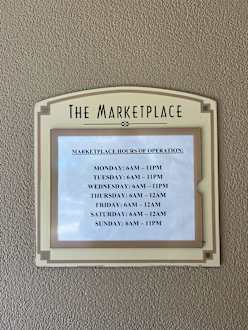 THE MARKETPLACE
MARKETPLACE HOURS OF OPERATION:
MONDAY: 6AM – 11PM
TUESDAY: 6AM – 11PM
WEDNESDAY: 6AM – 11PM
THURSDAY: 6AM – 12AM
FRIDAY: 6AM – 12AM
SATURDAY: 6AM – 12AM
SUNDAY: 6AM – 11PM